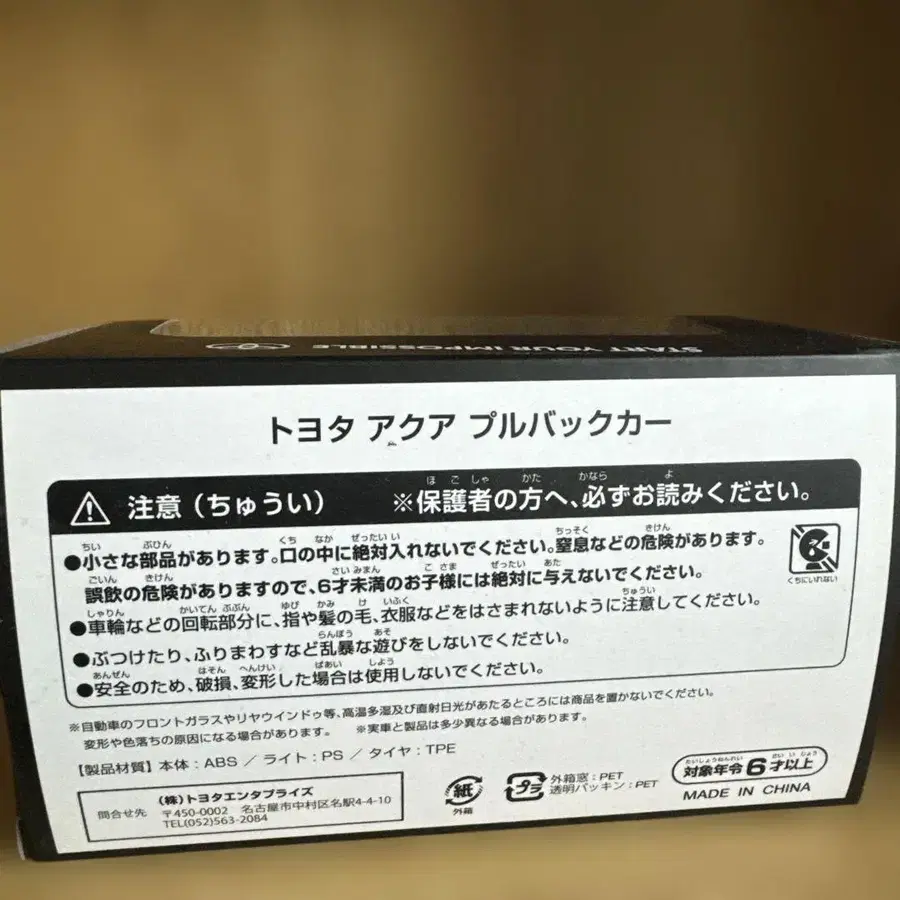 START YOUR IMPOSSIBLE
トヨタ アクア プルバックカー
注意（ちゅうい） ※保護者の方へ、必ずお読みください。
●小さな部品があります。口の中に絶対入れないでください。窒息などの危険があります。
誤飲の危険がありますので、6才未満のお子様には絶対に与えないでください。
●車輪などの回転部分に、指や髪の毛、衣服などをはさまれないように注意してください。
●ぶつけたり、ふりまわすなど乱暴な遊びをしないでください。
●安全のため、破損、変形した場合は使用しないでください。
くちにいれない
※自動車のフロントガラスやリヤウインドゥ等、高温多湿及び直射日光があたるところには商品を置かないでください。
変形や色落ちの原因になる場合があります。 ※実車と製品は多少異なる場合があります。
【製品材質】本体：ABS／ライト：PS／タイヤ：TPE
問合せ先
（株）トヨタエンタプライズ
〒450-0002 名古屋市中村区名駅4-4-10
TEL(052)563-2084
紙
外箱
プラ
外箱窓：PET
透明パッキン：PET
対象年令6才以上
MADE IN CHINA